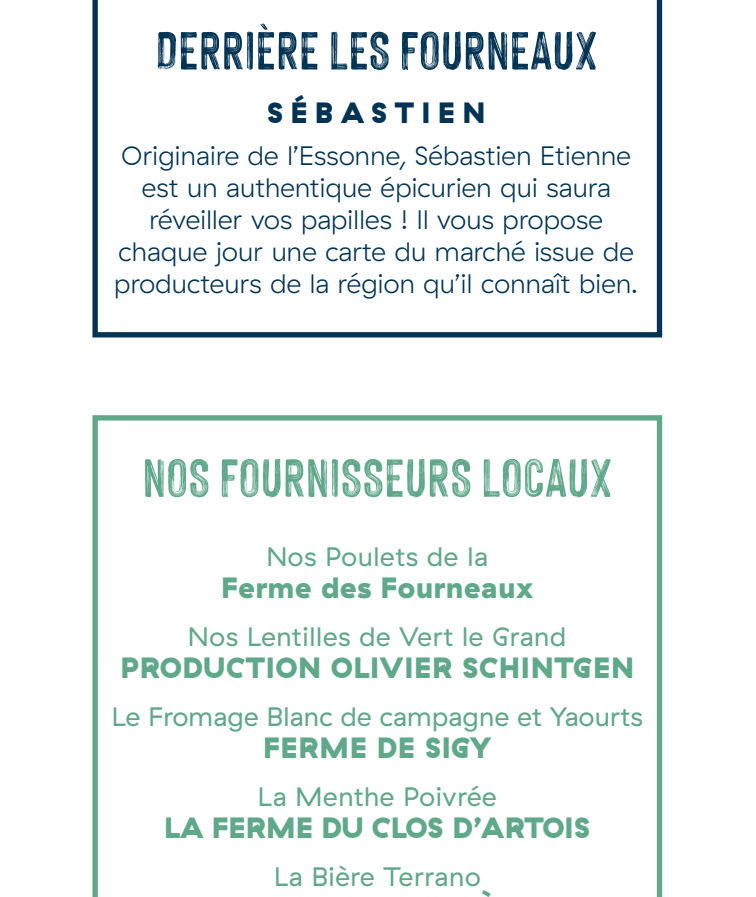 DERRIÈRE LES FOURNEAUX
SÉBASTIEN
Originaire de l’Essonne, Sébastien Etienne
est un authentique épicurien qui saura
réveiller vos papilles ! Il vous propose
chaque jour une carte du marché issue de
producteurs de la région qu’il connaît bien.
NOS FOURNISSEURS LOCAUX
Nos Poulets de la
Ferme des Fourneaux
Nos Lentilles de Vert le Grand
PRODUCTION OLIVIER SCHINTGEN
Le Fromage Blanc de campagne et Yaourts
FERME DE SIGY
La Menthe Poivrée
LA FERME DU CLOS D’ARTOIS
La Bière Terrano